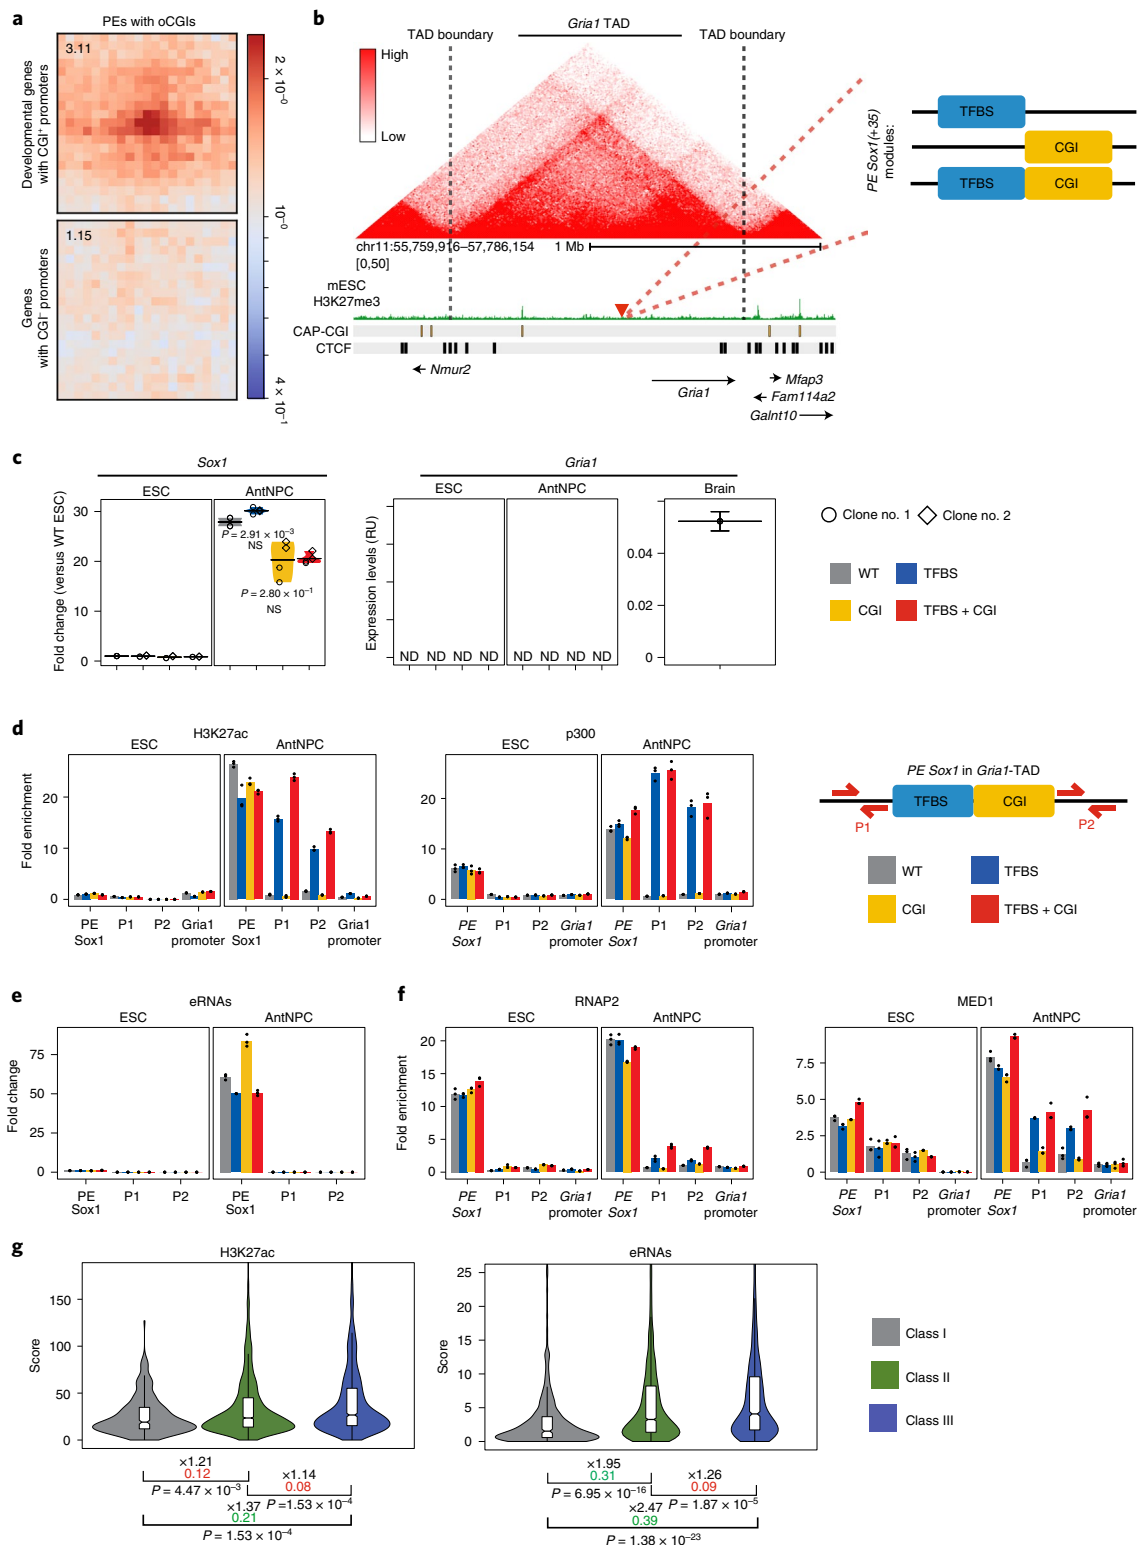 a
PEs with oCGIs
3.11
Developmental genes
with CGI⁺ promoters
1.15
Genes
with CGI⁻ promoters
2 × 10⁻⁰
10⁻⁰
4 × 10⁻¹
b
Gria1 TAD
TAD boundary
TAD boundary
High
Low
chr11:55,759,916–57,786,154
1 Mb
[0,50]
mESC
H3K27me3
CAP-CGI
CTCF
Nmur2
Gria1
Mfap3
Fam114a2
Galnt10
PE Sox1(+35)
modules:
TFBS
CGI
TFBS
CGI
c
Sox1
ESC
AntNPC
Fold change (versus WT ESC)
30
20
10
0
P = 2.91 × 10⁻³
NS
P = 2.80 × 10⁻¹
NS
Gria1
ESC
AntNPC
Brain
Expression levels (RU)
ND ND ND ND
ND ND ND ND
0.04
0.02
0
Clone no. 1
Clone no. 2
WT
TFBS
CGI
TFBS + CGI
d
H3K27ac
ESC
AntNPC
Fold enrichment
20
10
0
PE
Sox1
P1
P2
Gria1
promoter
PE
Sox1
P1
P2
Gria1
promoter
p300
ESC
AntNPC
20
10
0
PE
Sox1
P1
P2
Gria1
promoter
PE
Sox1
P1
P2
Gria1
promoter
PE Sox1 in Gria1-TAD
TFBS
CGI
P1
P2
WT
TFBS
CGI
TFBS + CGI
e
eRNAs
ESC
AntNPC
Fold change
75
50
25
0
PE
Sox1
P1
P2
PE
Sox1
P1
P2
f
RNAP2
ESC
AntNPC
Fold enrichment
20
15
10
5
0
PE
Sox1
P1
P2
Gria1
promoter
PE
Sox1
P1
P2
Gria1
promoter
MED1
ESC
AntNPC
7.5
5.0
2.5
0
PE
Sox1
P1
P2
Gria1
promoter
PE
Sox1
P1
P2
Gria1
promoter
g
H3K27ac
Score
150
100
50
0
×1.21
0.12
P = 4.47 × 10⁻³
×1.14
0.08
P =1.53 × 10⁻⁴
×1.37
0.21
P = 1.53 × 10⁻⁴
eRNAs
Score
25
20
15
10
5
0
×1.95
0.31
P = 6.95 × 10⁻¹⁶
×1.26
0.09
P = 1.87 × 10⁻⁵
×2.47
0.39
P = 1.38 × 10⁻²³
Class I
Class II
Class III